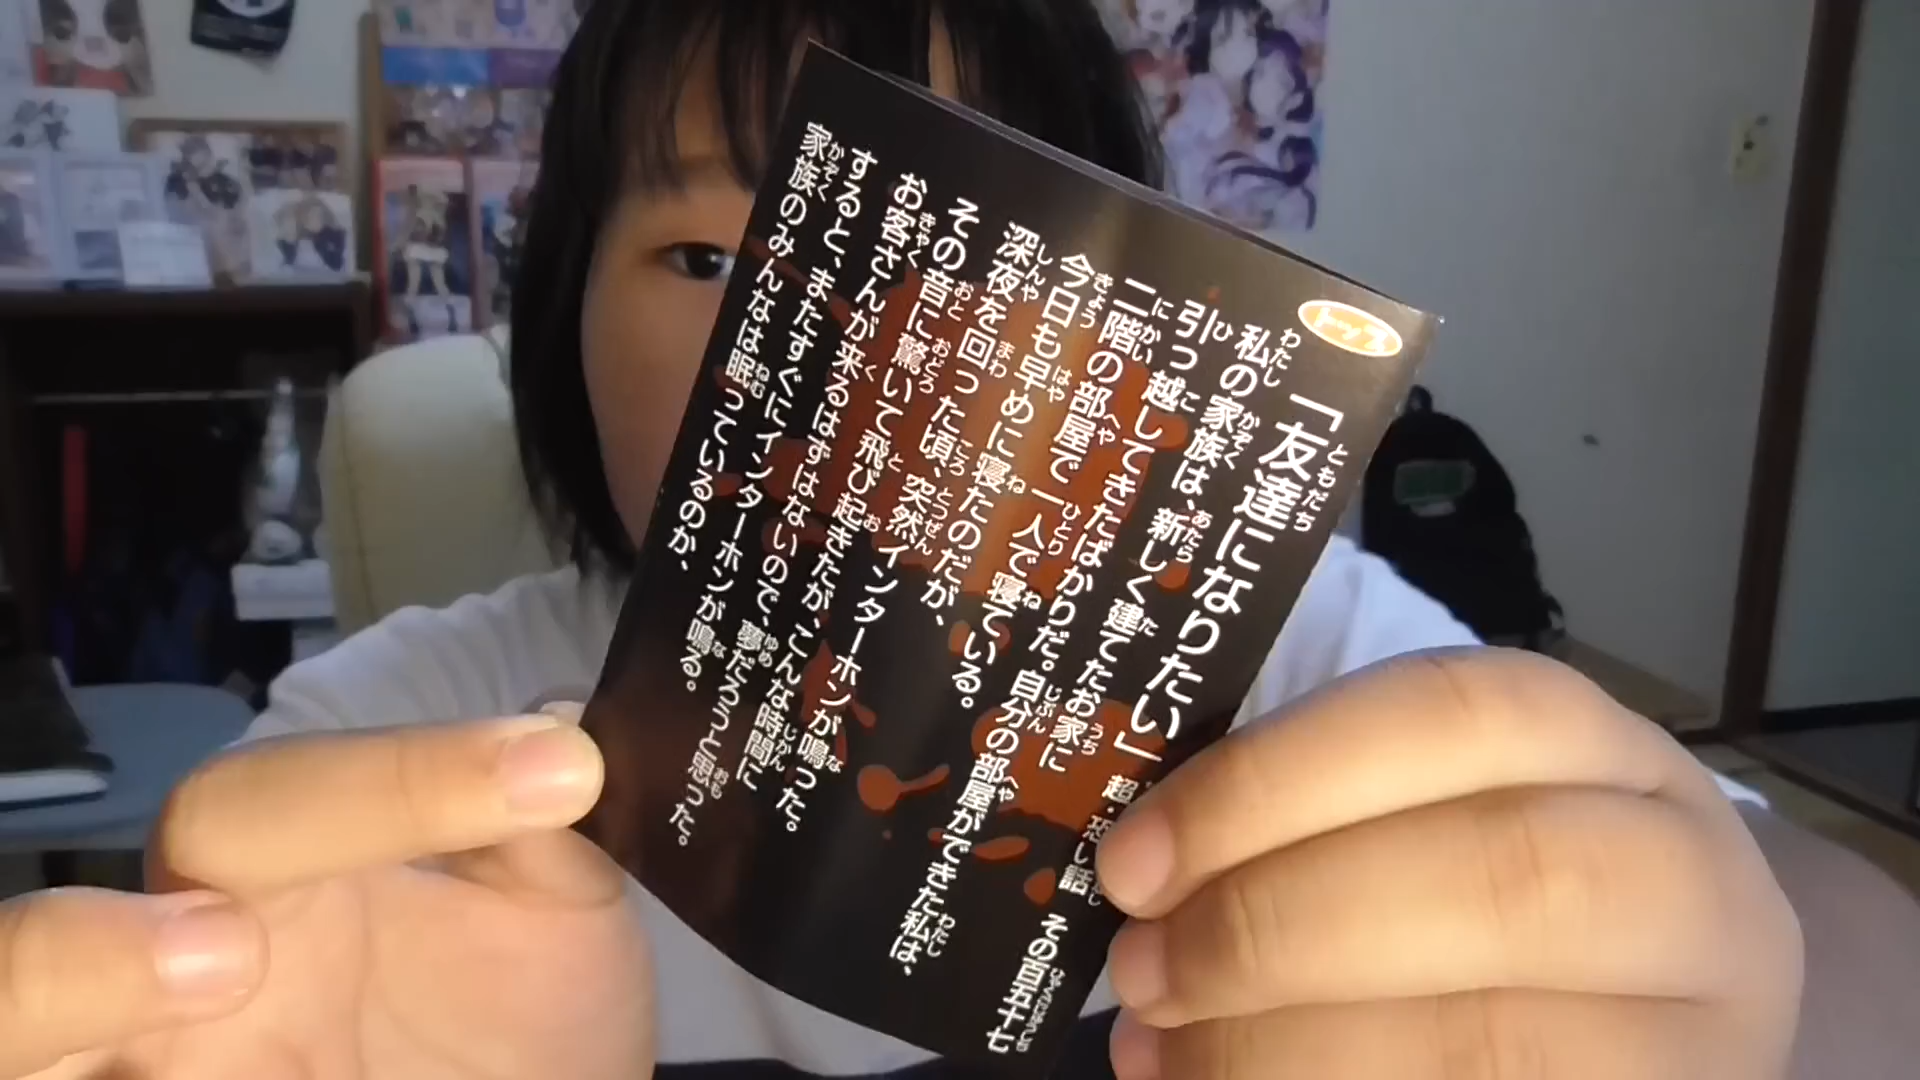 トップ
「友達になりたい」 超・恐し話 その百五十七
私の家族は、新しく建てたお家に
引っ越してきたばかりだ。自分の部屋ができた私は、
二階の部屋で一人で寝ている。
今日も早めに寝たのだが、
深夜を回った頃、突然インターホンが鳴った。
その音に驚いて飛び起きたが、こんな時間に
お客さんが来るはずはないので、夢だろうと思った。
すると、またすぐにインターホンが鳴る。
家族のみんなは眠っているのか、